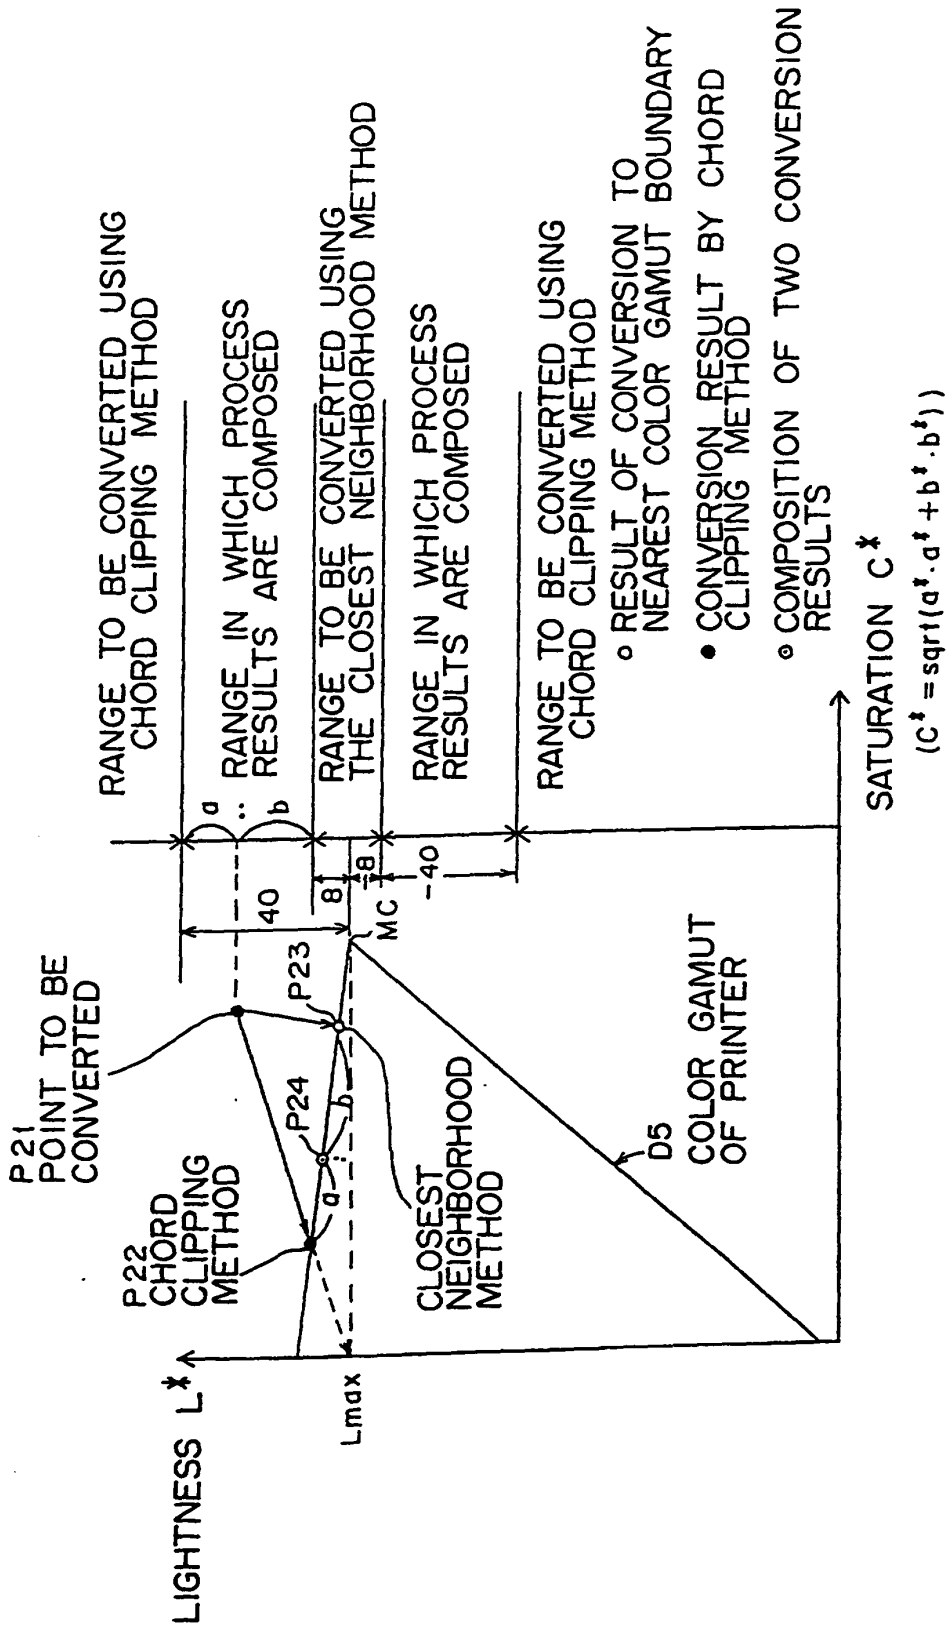 LIGHTNESS L*
Lmax
P21
POINT TO BE
CONVERTED
P22
CHORD
CLIPPING
METHOD
P24
P23
a
b
MC
CLOSEST
NEIGHBORHOOD
METHOD
D5
COLOR GAMUT
OF PRINTER
40
8
-8
-40
a
:
b
RANGE TO BE CONVERTED USING
CHORD CLIPPING METHOD
RANGE IN WHICH PROCESS
RESULTS ARE COMPOSED
RANGE TO BE CONVERTED USING
THE CLOSEST NEIGHBORHOOD METHOD
RANGE IN WHICH PROCESS
RESULTS ARE COMPOSED
RANGE TO BE CONVERTED USING
CHORD CLIPPING METHOD
○ RESULT OF CONVERSION TO
NEAREST COLOR GAMUT BOUNDARY
● CONVERSION RESULT BY CHORD
CLIPPING METHOD
◎ COMPOSITION OF TWO CONVERSION
RESULTS
SATURATION C*
(C*=sqrt(a*·a*+b*·b*))